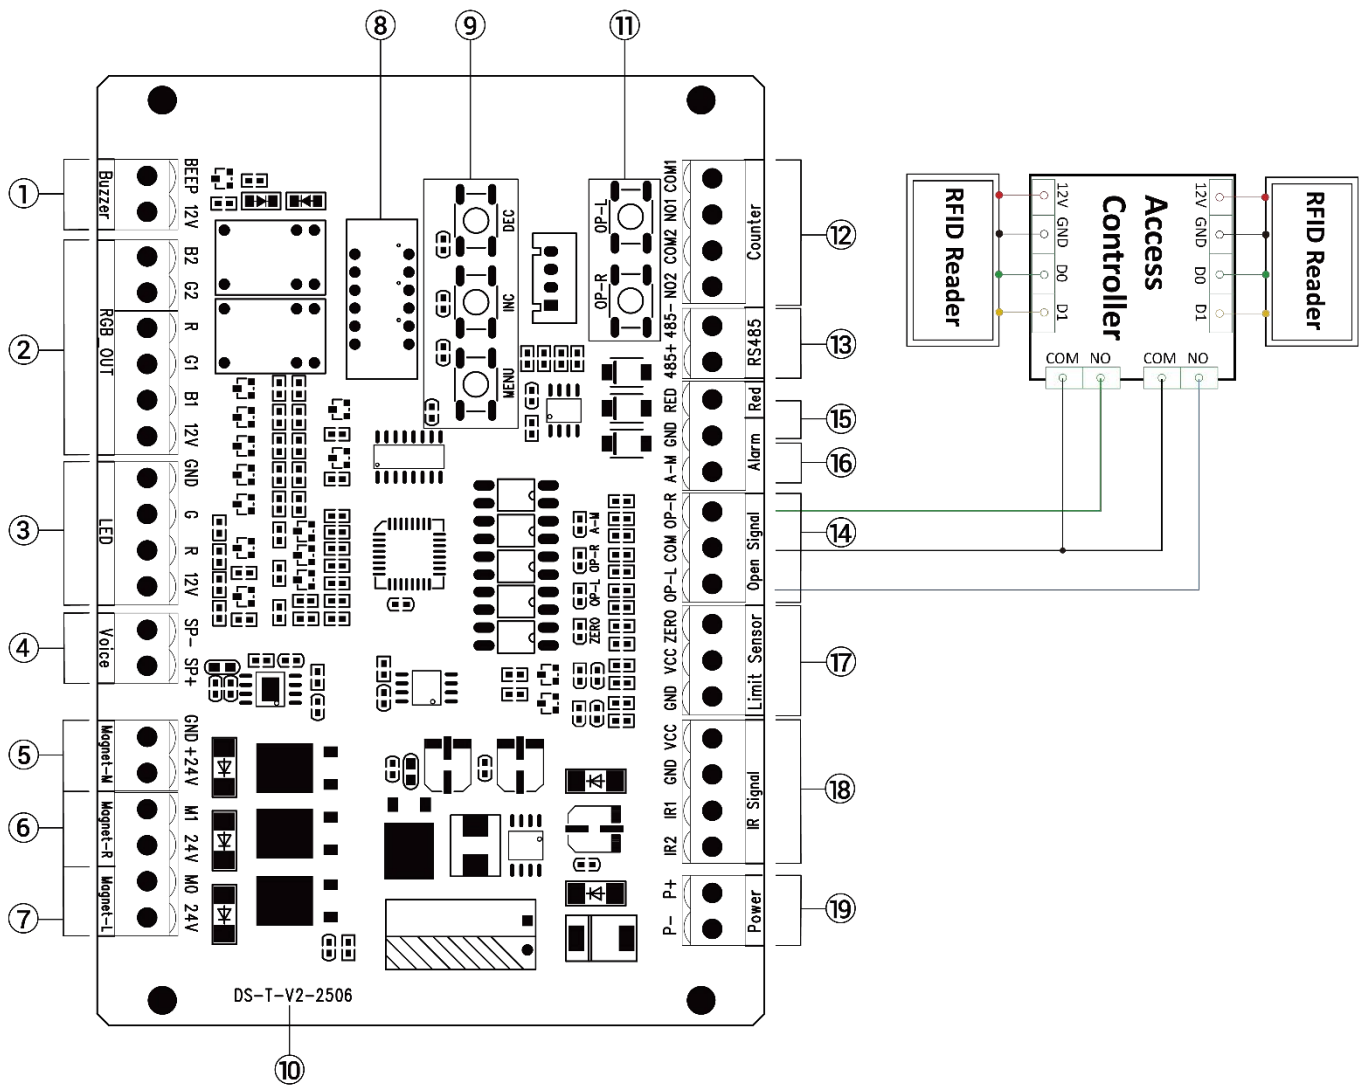 ⑧
⑨
⑪
①
Buzzer
BEEP
12V
②
RGB OUT
B2
G2
R
G1
B1
12V
③
LED
GND
G
R
12V
④
Voice
SP-
SP+
⑤
Magnet-M
GND
+24V
⑥
Magnet-R
M1
24V
⑦
Magnet-L
M0
24V
DEC
INC
MENU
OP-L
OP-R
A-M
OP-R
OP-L
ZERO
DS-T-V2-2506
⑩
COM1
NO1
COM2
NO2
Counter
⑫
485-
485+
RS485
⑬
RED
Red
⑮
GND
A-M
Alarm
⑯
OP-R
COM
OP-L
Open Signal
⑭
ZERO
VCC
GND
Limit Sensor
⑰
VCC
GND
IR1
IR2
IR Signal
⑱
P+
P-
Power
⑲
RFID Reader
12V
GND
D0
D1
Access
Controller
12V
GND
D0
D1
RFID Reader
COM
NO
COM
NO